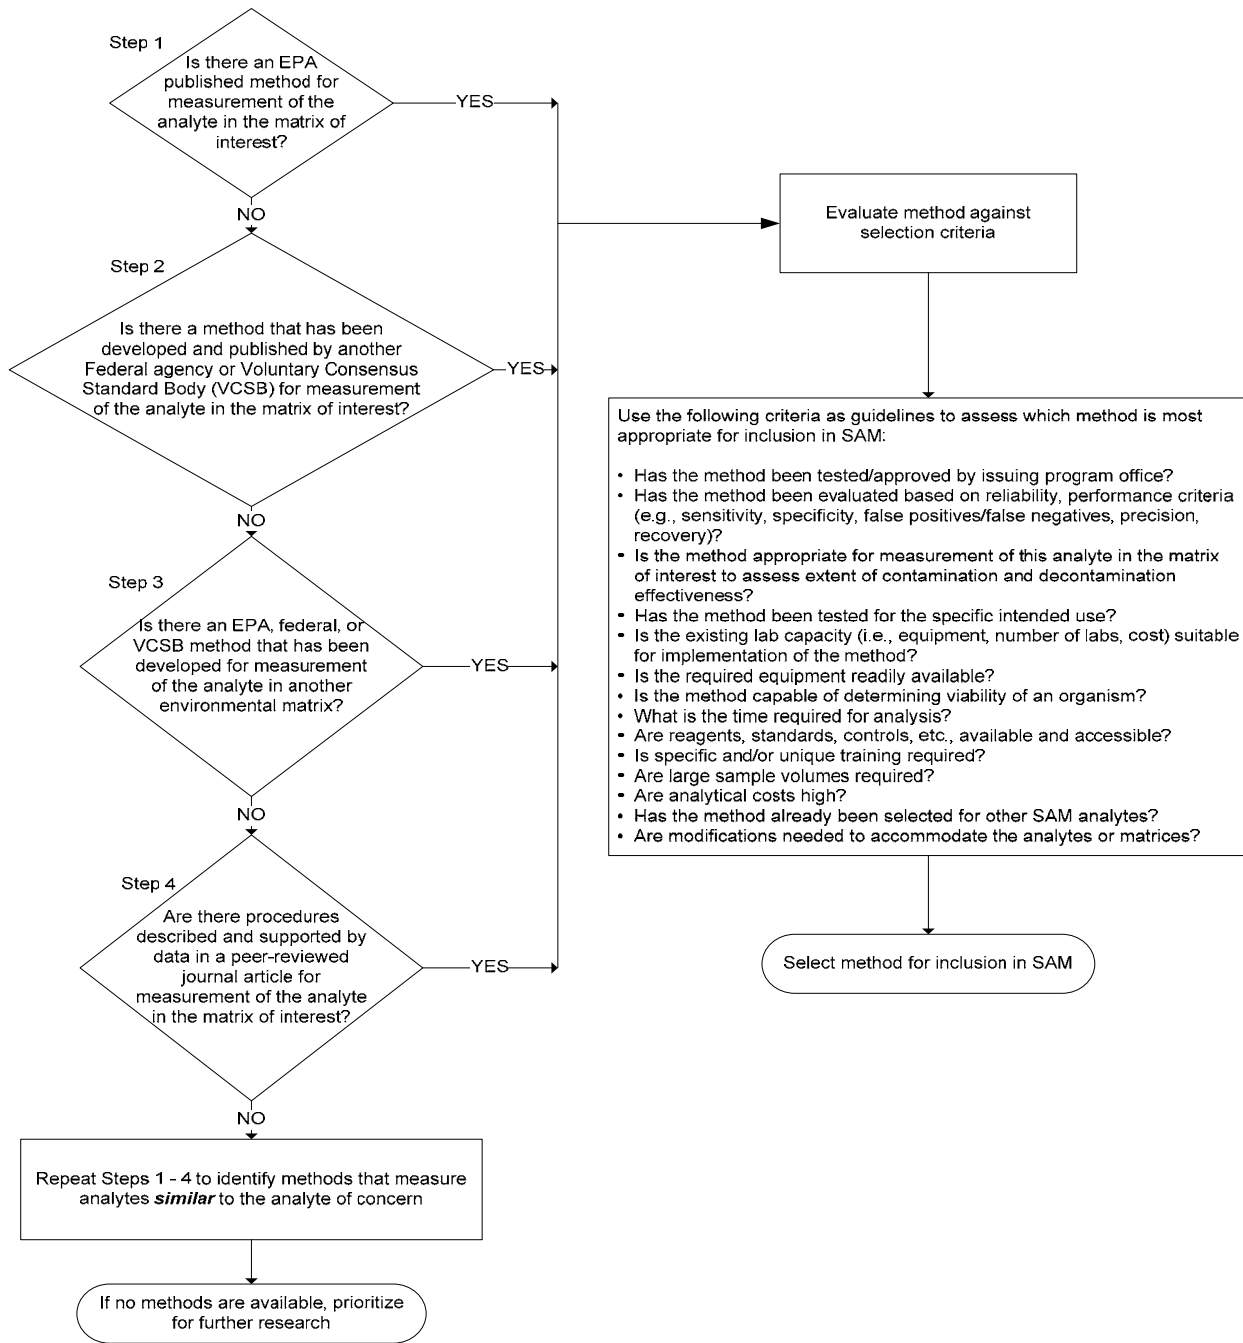 Step 1
Is there an EPA
published method for
measurement of the
analyte in the matrix of
interest?
YES
NO
Step 2
Is there a method that has been
developed and published by another
Federal agency or Voluntary Consensus
Standard Body (VCSB) for measurement
of the analyte in the matrix of interest?
YES
NO
Step 3
Is there an EPA, federal, or
VCSB method that has been
developed for measurement
of the analyte in another
environmental matrix?
YES
NO
Step 4
Are there procedures
described and supported by
data in a peer-reviewed
journal article for
measurement of the analyte
in the matrix of interest?
YES
NO
Repeat Steps 1 - 4 to identify methods that measure
analytes similar to the analyte of concern
If no methods are available, prioritize
for further research
Evaluate method against
selection criteria
Use the following criteria as guidelines to assess which method is most
appropriate for inclusion in SAM:
• Has the method been tested/approved by issuing program office?
• Has the method been evaluated based on reliability, performance criteria
(e.g., sensitivity, specificity, false positives/false negatives, precision,
recovery)?
• Is the method appropriate for measurement of this analyte in the matrix
of interest to assess extent of contamination and decontamination
effectiveness?
• Has the method been tested for the specific intended use?
• Is the existing lab capacity (i.e., equipment, number of labs, cost) suitable
for implementation of the method?
• Is the required equipment readily available?
• Is the method capable of determining viability of an organism?
• What is the time required for analysis?
• Are reagents, standards, controls, etc., available and accessible?
• Is specific and/or unique training required?
• Are large sample volumes required?
• Are analytical costs high?
• Has the method already been selected for other SAM analytes?
• Are modifications needed to accommodate the analytes or matrices?
Select method for inclusion in SAM